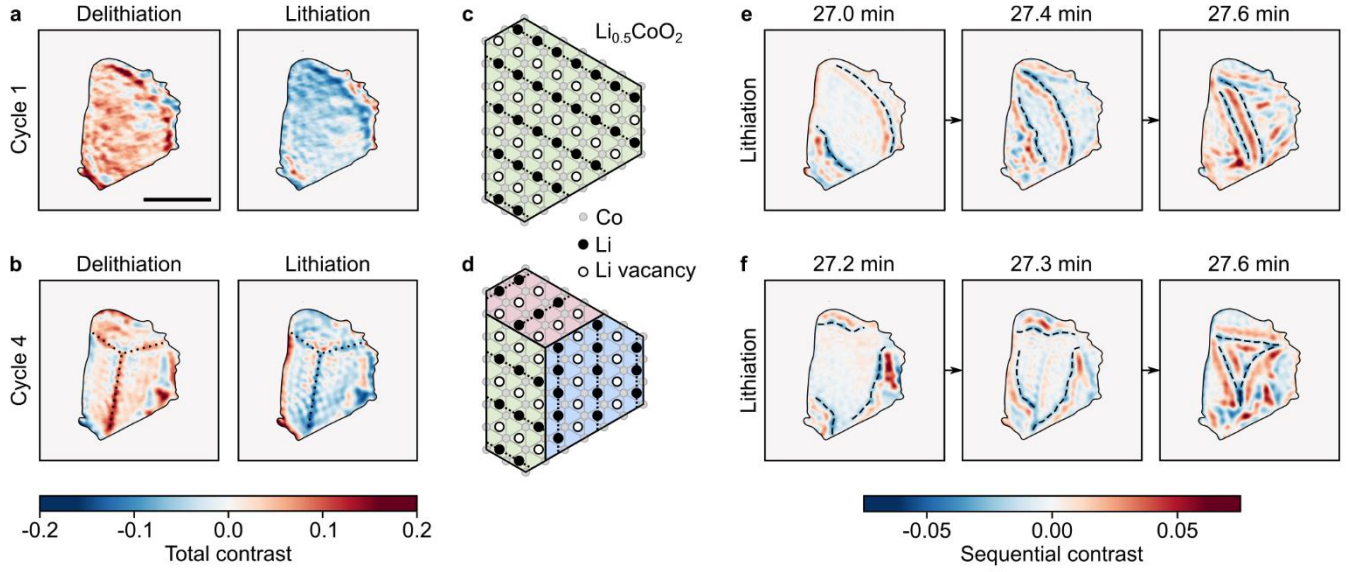 a
Delithiation
Lithiation
Cycle 1
b
Delithiation
Lithiation
Cycle 4
-0.2
-0.1
0.0
0.1
0.2
Total contrast
c
Li0.5CoO2
Co
Li
Li vacancy
d
e
27.0 min
27.4 min
27.6 min
Lithiation
f
27.2 min
27.3 min
27.6 min
Lithiation
-0.05
0.00
0.05
Sequential contrast